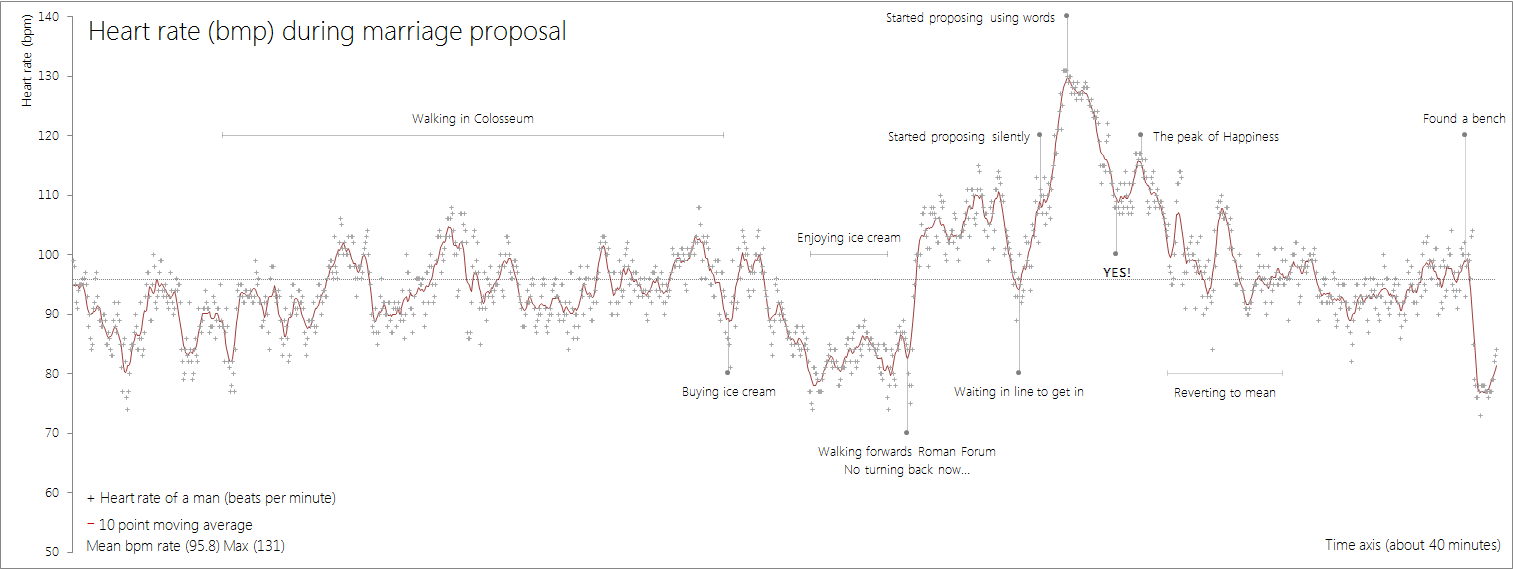 Heart rate (bmp) during marriage proposal
Heart rate (bpm)
140
130
120
110
100
90
80
70
60
50
Walking in Colosseum
Buying ice cream
Enjoying ice cream
Walking forwards Roman Forum
No turning back now...
Started proposing using words
Started proposing silently
Waiting in line to get in
The peak of Happiness
YES!
Reverting to mean
Found a bench
+ Heart rate of a man (beats per minute)
– 10 point moving average
Mean bpm rate (95.8) Max (131)
Time axis (about 40 minutes)